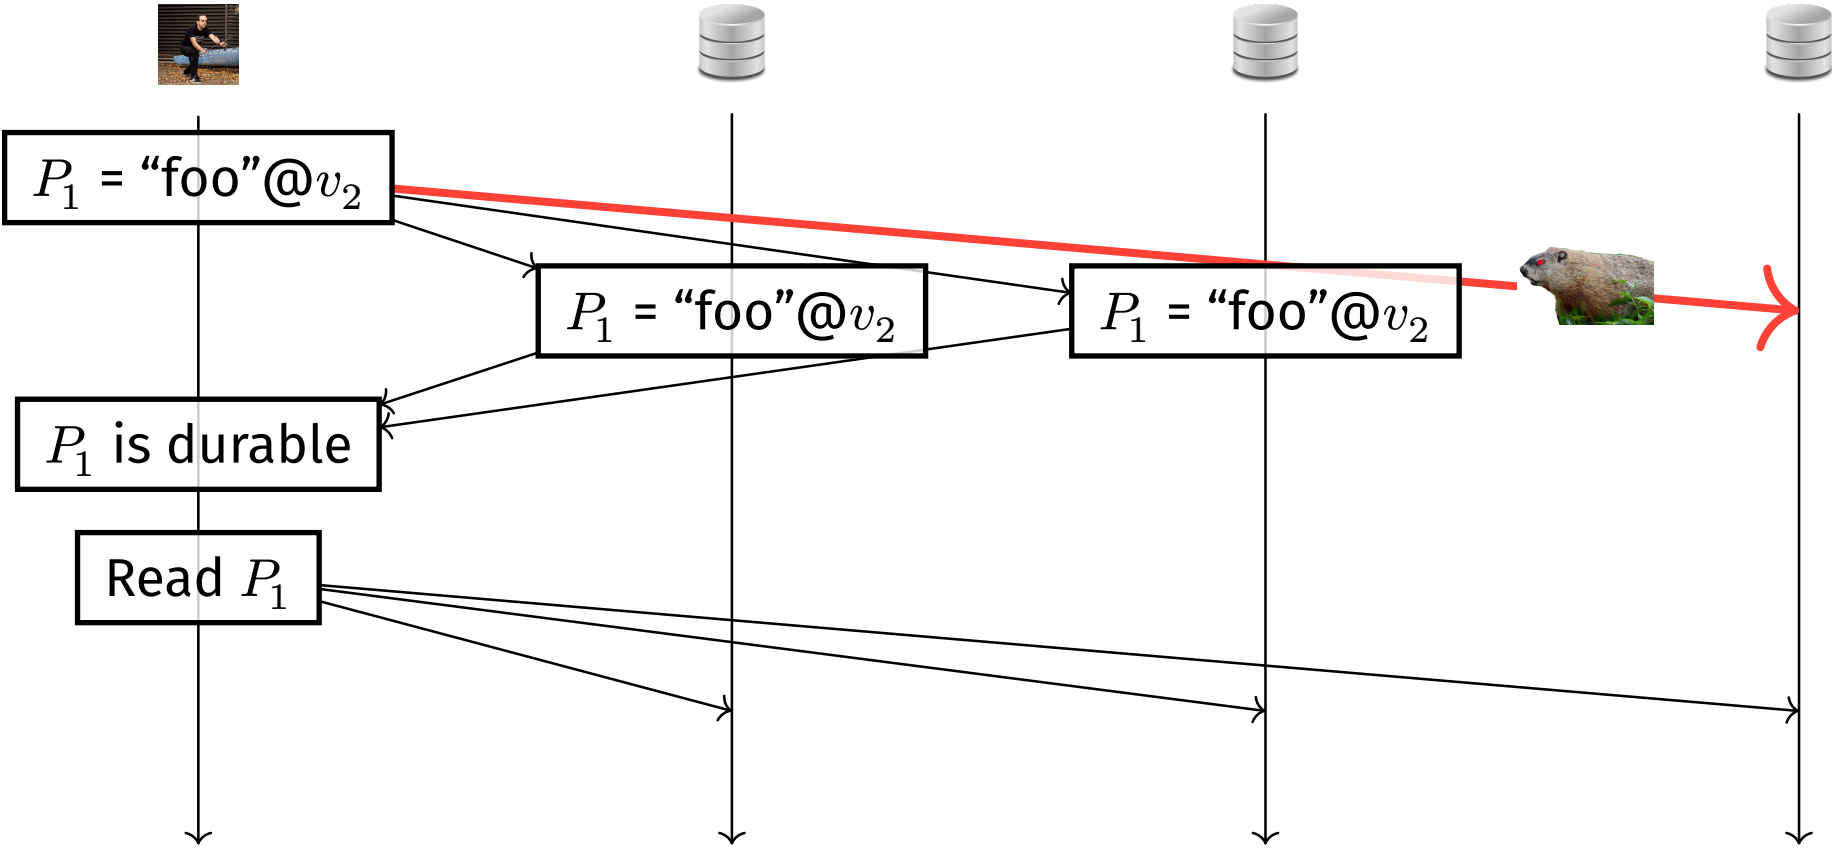 P₁ = “foo”@v₂
P₁ = “foo”@v₂
P₁ = “foo”@v₂
P₁ is durable
Read P₁